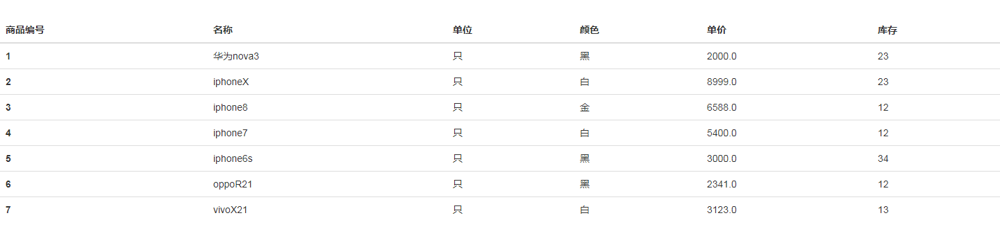 商品编号 名称 单位 颜色 单价 库存
1 华为nova3 只 黑 2000.0 23
2 iphoneX 只 白 8999.0 23
3 iphone8 只 金 6588.0 12
4 iphone7 只 白 5400.0 12
5 iphone6s 只 黑 3000.0 34
6 oppoR21 只 黑 2341.0 12
7 vivoX21 只 白 3123.0 13